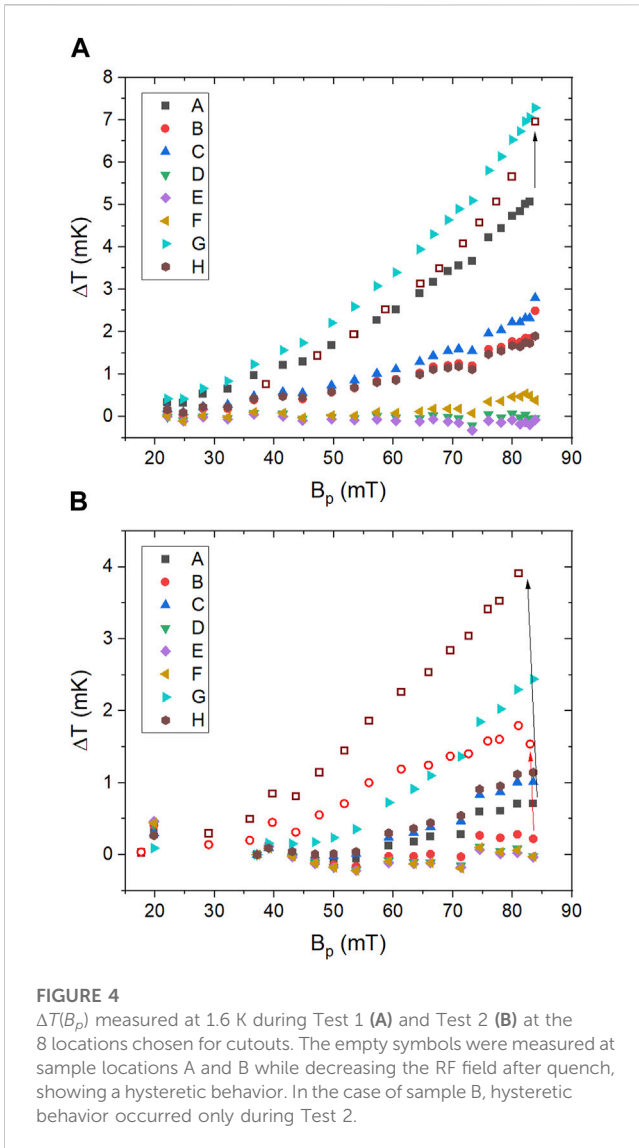 A
8
7
6
5
4
3
2
1
0
ΔT (mK)
A
B
C
D
E
F
G
H
20 30 40 50 60 70 80 90
B_p (mT)
B
4
3
2
1
0
ΔT (mK)
A
B
C
D
E
F
G
H
20 30 40 50 60 70 80 90
B_p (mT)
FIGURE 4
ΔT(B_p) measured at 1.6 K during Test 1 (A) and Test 2 (B) at the
8 locations chosen for cutouts. The empty symbols were measured at
sample locations A and B while decreasing the RF field after quench,
showing a hysteretic behavior. In the case of sample B, hysteretic
behavior occurred only during Test 2.